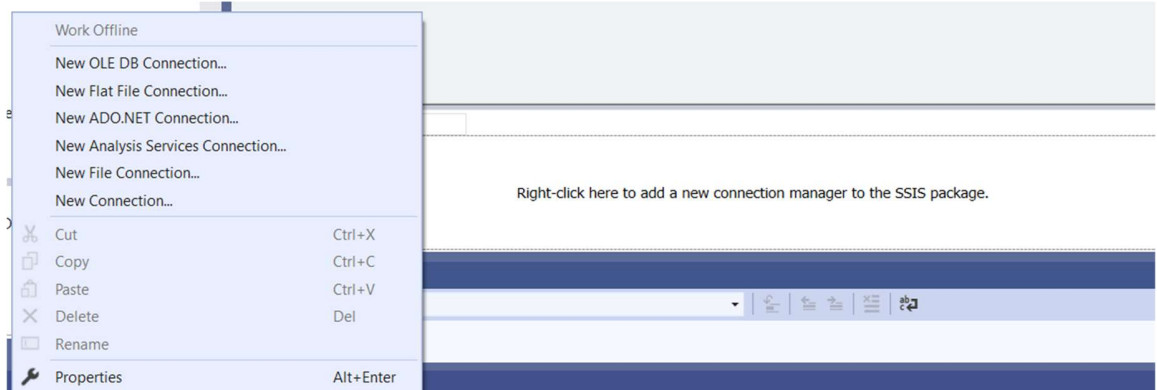 Work Offline
New OLE DB Connection...
New Flat File Connection...
New ADO.NET Connection...
New Analysis Services Connection...
New File Connection...
New Connection...
Right-click here to add a new connection manager to the SSIS package.
Cut Ctrl+X
Copy Ctrl+C
Paste Ctrl+V
Delete Del
Rename
Properties Alt+Enter